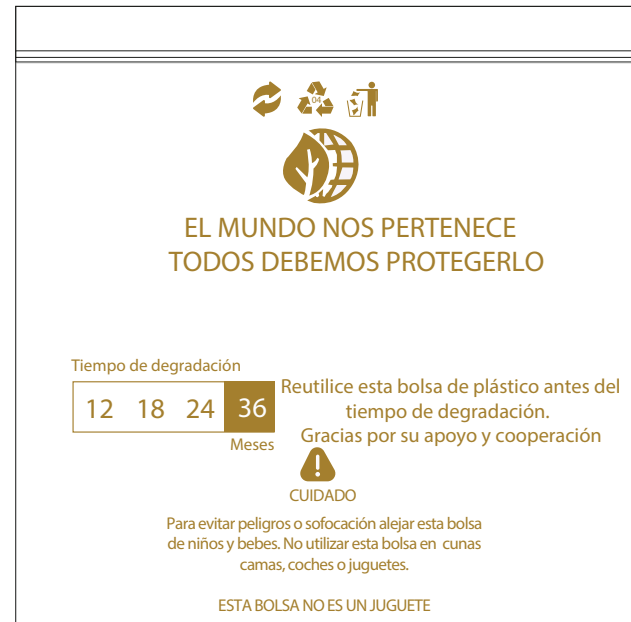 04
EL MUNDO NOS PERTENECE
TODOS DEBEMOS PROTEGERLO
Tiempo de degradación
12 18 24 36
Meses
Reutilice esta bolsa de plástico antes del
tiempo de degradación.
Gracias por su apoyo y cooperación
CUIDADO
Para evitar peligros o sofocación alejar esta bolsa
de niños y bebes. No utilizar esta bolsa en cunas
camas, coches o juguetes.
ESTA BOLSA NO ES UN JUGUETE